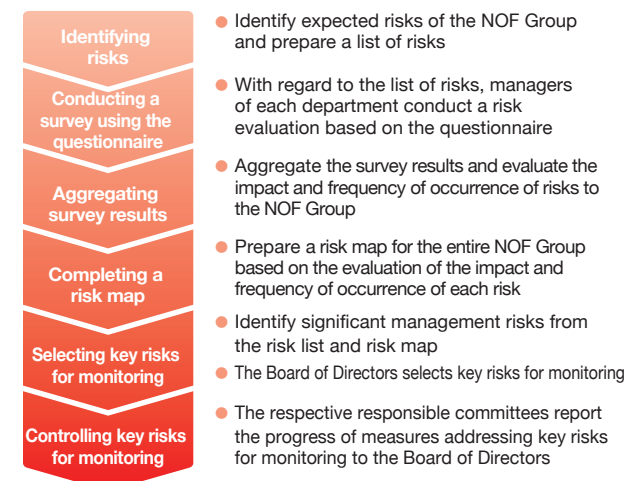 Identifying
risks
● Identify expected risks of the NOF Group
and prepare a list of risks
Conducting a
survey using the
questionnaire
● With regard to the list of risks, managers
of each department conduct a risk
evaluation based on the questionnaire
Aggregating
survey results
● Aggregate the survey results and evaluate the
impact and frequency of occurrence of risks to
the NOF Group
Completing a
risk map
● Prepare a risk map for the entire NOF Group
based on the evaluation of the impact and
frequency of occurrence of each risk
Selecting key risks
for monitoring
● Identify significant management risks from
the risk list and risk map
● The Board of Directors selects key risks for monitoring
Controlling key risks
for monitoring
● The respective responsible committees report
the progress of measures addressing key risks
for monitoring to the Board of Directors